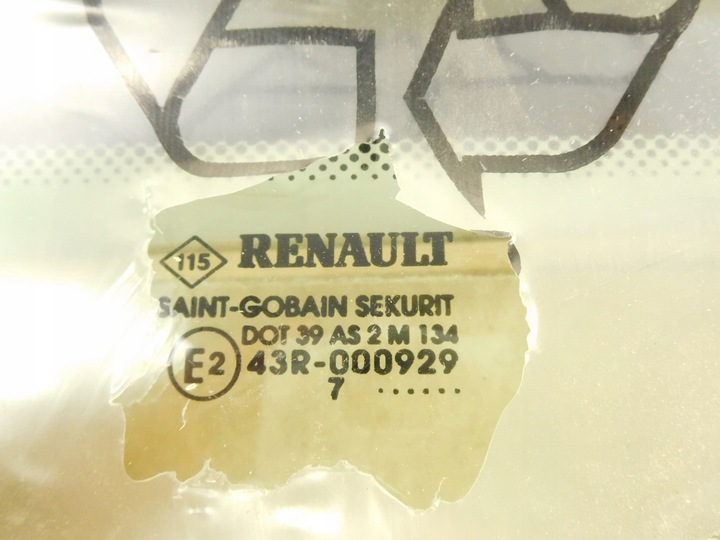 115 RENAULT
SAINT-GOBAIN SEKURIT
DOT 39 AS 2 M 134
E2 43R-000929
7 ......